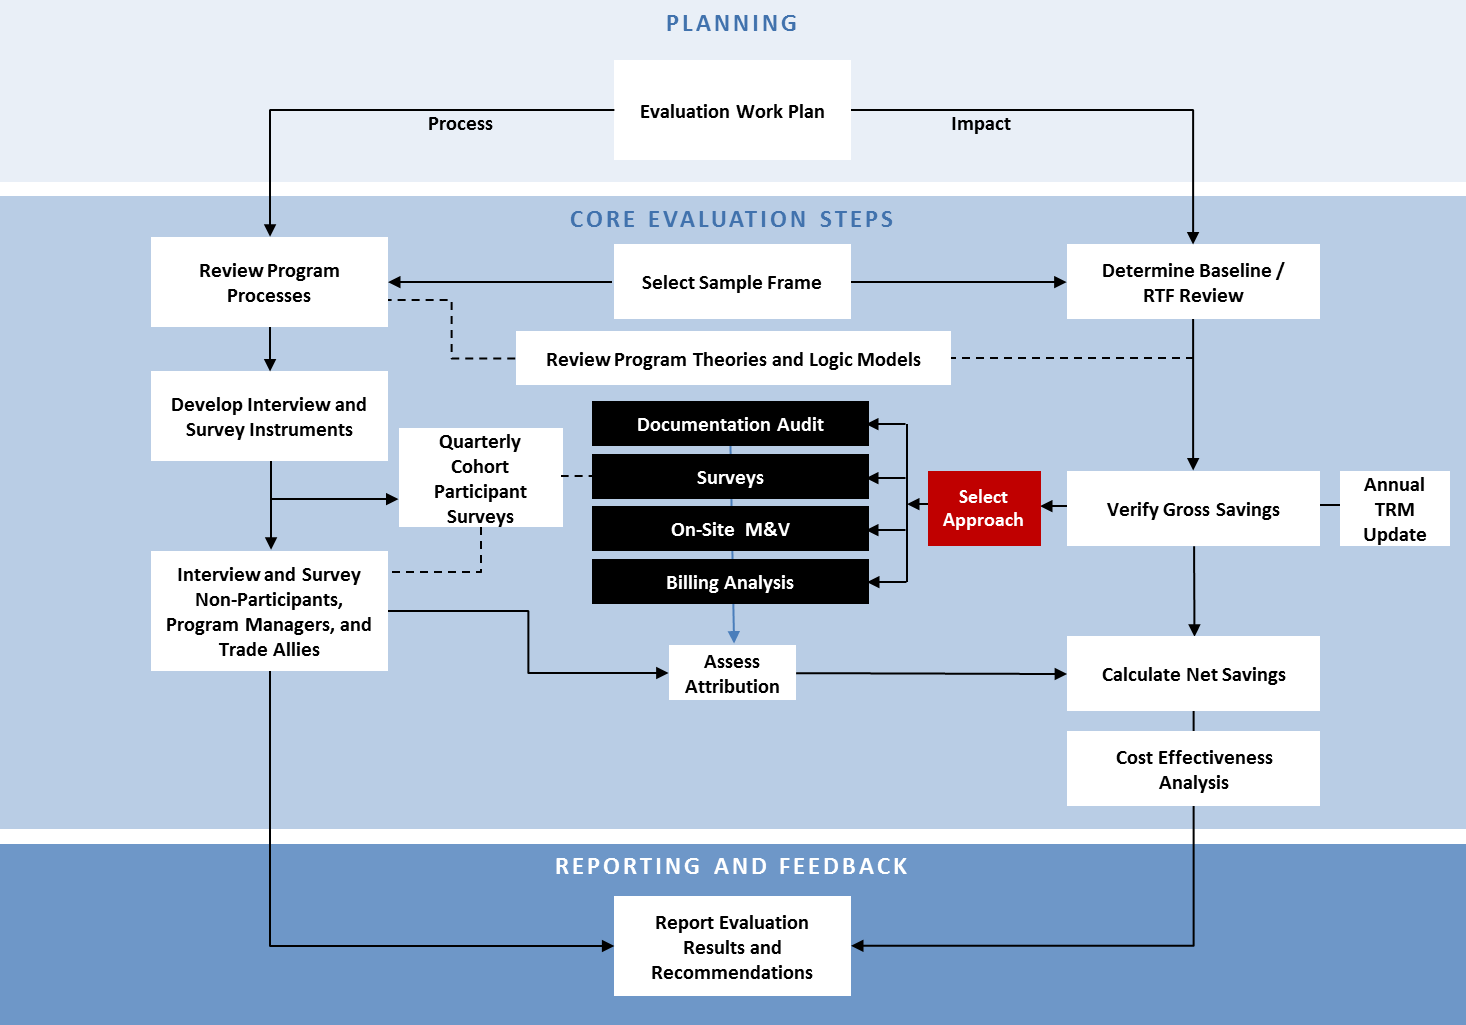 PLANNING
Evaluation Work Plan
Process
Impact
CORE EVALUATION STEPS
Review Program
Processes
Select Sample Frame
Determine Baseline /
RTF Review
Review Program Theories and Logic Models
Develop Interview and
Survey Instruments
Quarterly
Cohort
Participant
Surveys
Documentation Audit
Surveys
On-Site M&V
Billing Analysis
Select
Approach
Verify Gross Savings
Annual
TRM
Update
Interview and Survey
Non-Participants,
Program Managers, and
Trade Allies
Assess
Attribution
Calculate Net Savings
Cost Effectiveness
Analysis
REPORTING AND FEEDBACK
Report Evaluation
Results and
Recommendations